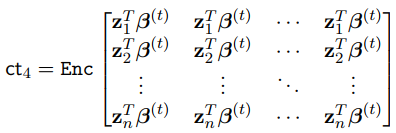 ct₄ = Enc
[ z₁ᵀβ⁽ᵗ⁾ z₁ᵀβ⁽ᵗ⁾ ⋯ z₁ᵀβ⁽ᵗ⁾
z₂ᵀβ⁽ᵗ⁾ z₂ᵀβ⁽ᵗ⁾ ⋯ z₂ᵀβ⁽ᵗ⁾
⋮ ⋮ ⋱ ⋮
zₙᵀβ⁽ᵗ⁾ zₙᵀβ⁽ᵗ⁾ ⋯ zₙᵀβ⁽ᵗ⁾ ]